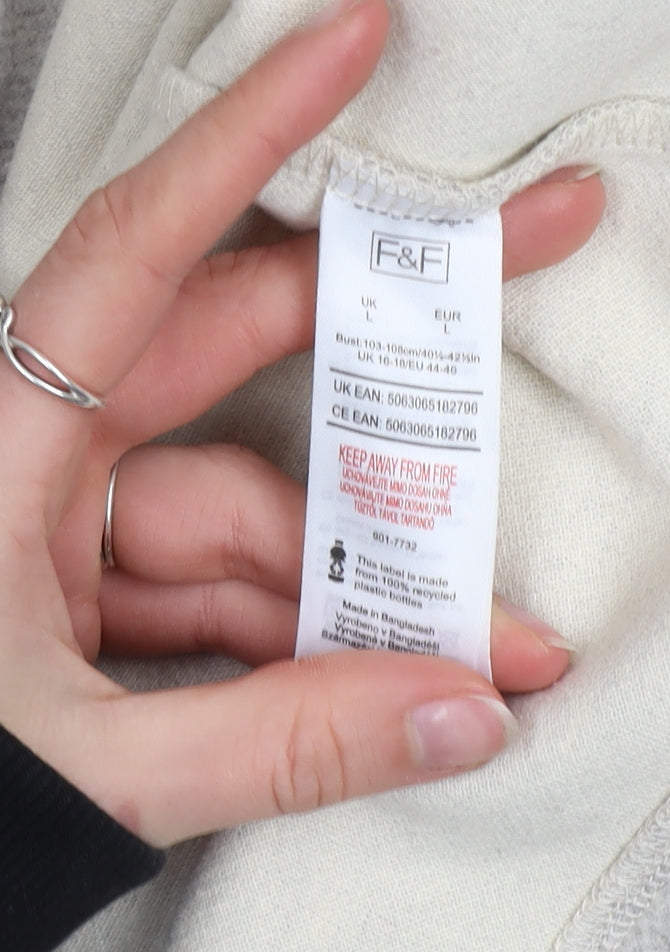 F&F
UK EUR
L L
Bust:103-108cm/40½-42½in
UK 16-18/EU 44-46
UK EAN: 5063065182796
CE EAN: 5063065182796
KEEP AWAY FROM FIRE
UCHOVÁVEJTE MIMO DOSAH OHNĚ
UCHOVÁVAJTE MIMO DOSAHU OHŇA
TŰZTŐL TÁVOL TARTANDÓ
901-7732
This label is made
from 100% recycled
plastic bottles
Made in Bangladesh
Vyrobeno v Bangladéši
Vyrobené v Bangladéši